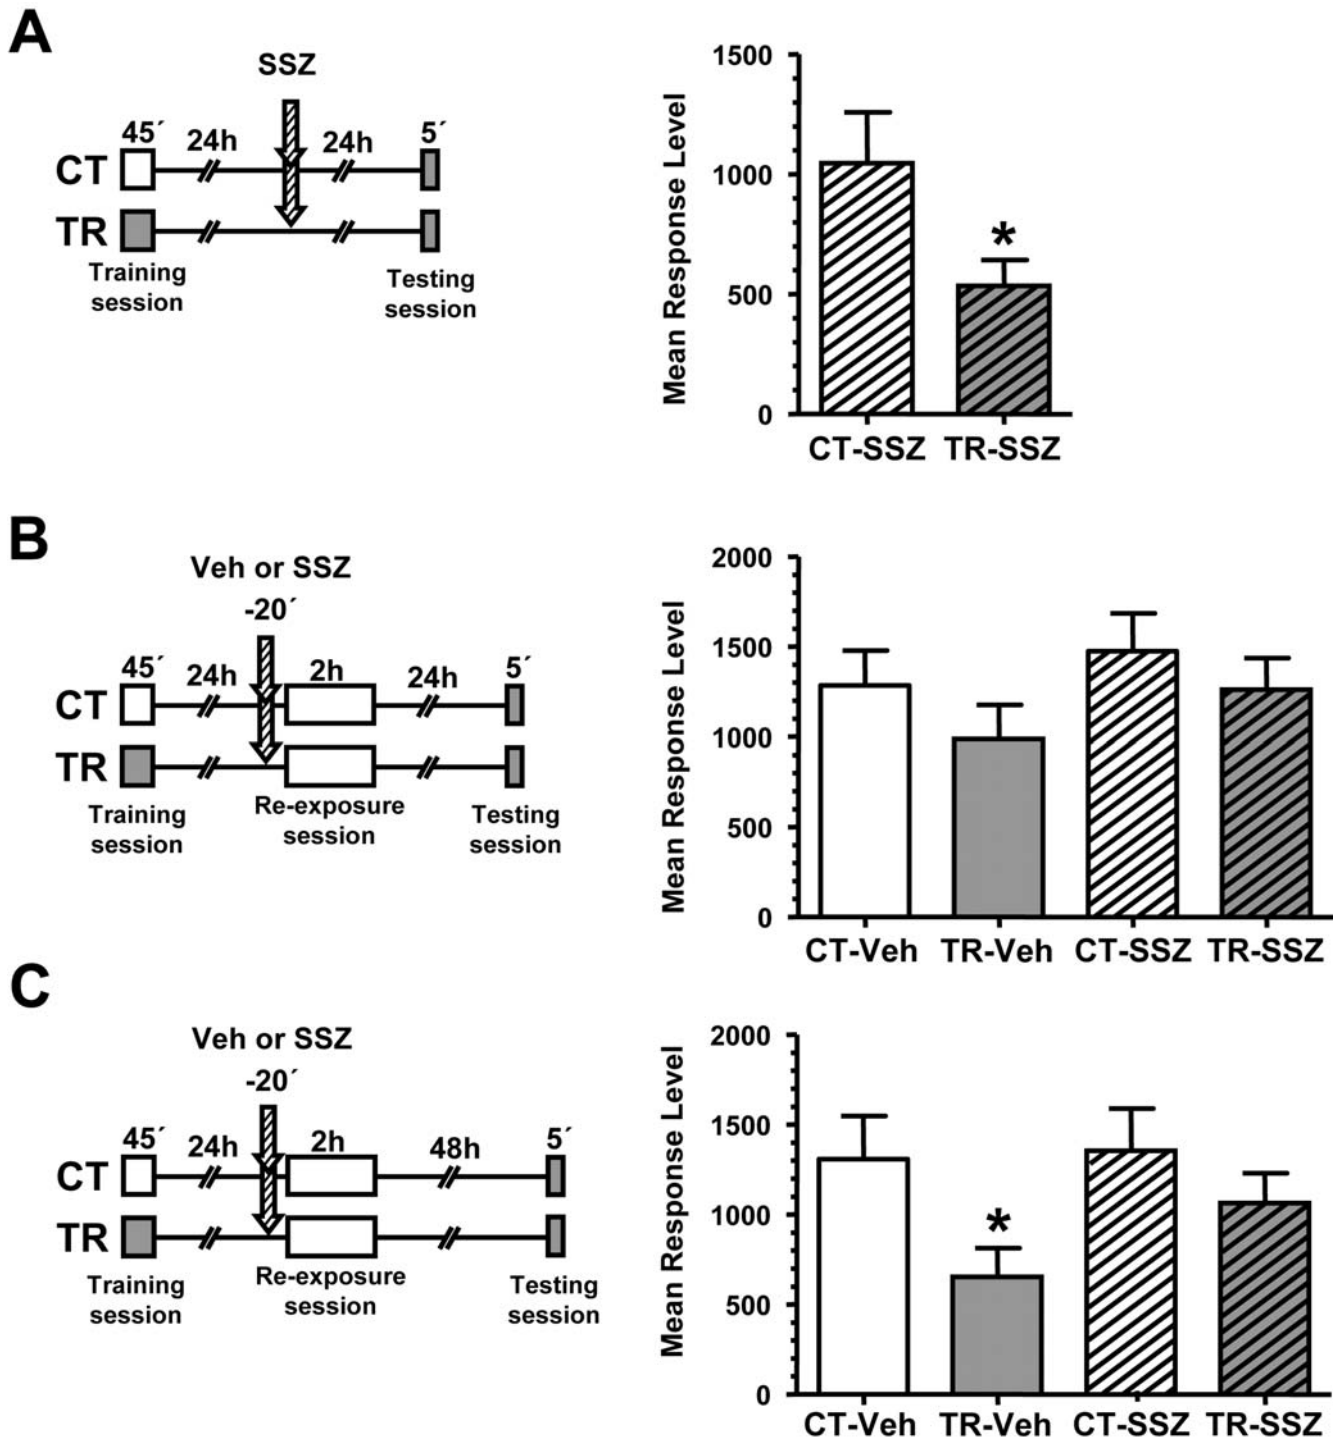 A
SSZ
45´ 24h 24h 5´
CT
TR
Training
session
Testing
session
Mean Response Level
1500
1000
500
0
*
CT-SSZ TR-SSZ
B
Veh or SSZ
-20´
45´ 24h 2h 24h 5´
CT
TR
Training
session
Re-exposure
session
Testing
session
Mean Response Level
2000
1500
1000
500
0
CT-Veh TR-Veh CT-SSZ TR-SSZ
C
Veh or SSZ
-20´
45´ 24h 2h 48h 5´
CT
TR
Training
session
Re-exposure
session
Testing
session
Mean Response Level
2000
1500
1000
500
0
*
CT-Veh TR-Veh CT-SSZ TR-SSZ